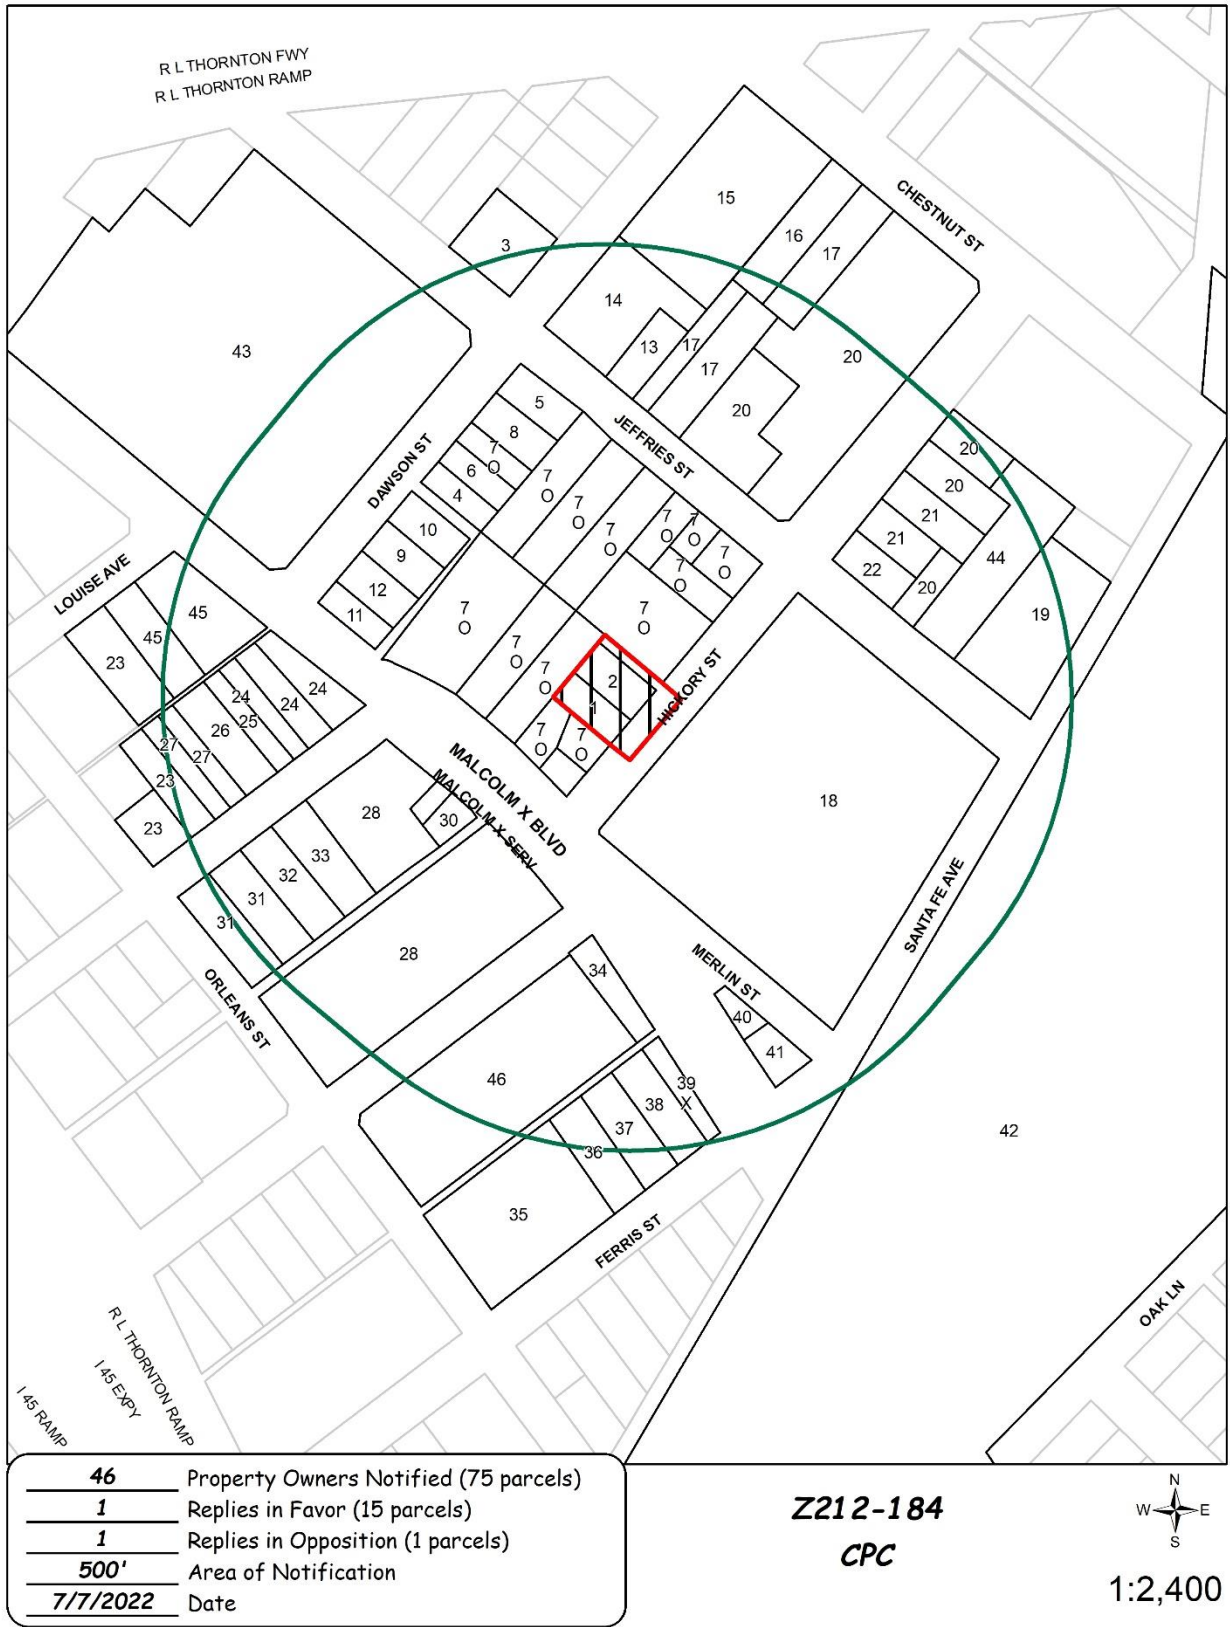 R L THORNTON FWY
R L THORNTON RAMP
CHESTNUT ST
15
16
17
3
14
13
17
17
20
20
43
JEFFRIES ST
DAWSON ST
5
8
7
O
6
4
7
O
7
O
7
O
7
O
7
O
7
O
7
O
10
9
12
11
20
20
21
21
22
20
44
19
LOUISE AVE
45
45
23
7
O
7
O
7
O
7
O
2
1
7
O
7
O
HICKORY ST
24
24
24
25
26
27
27
23
23
MALCOLM X BLVD
MALCOLM X SERV
28
30
33
32
31
31
18
SANTA FE AVE
28
ORLEANS ST
34
MERLIN ST
40
41
46
39
X
38
37
36
35
42
FERRIS ST
OAK LN
R L THORNTON RAMP
I 45 EXPY
I 45 RAMP
46 Property Owners Notified (75 parcels)
1 Replies in Favor (15 parcels)
1 Replies in Opposition (1 parcels)
500' Area of Notification
7/7/2022 Date
Z212-184
CPC
N
W E
S
1:2,400